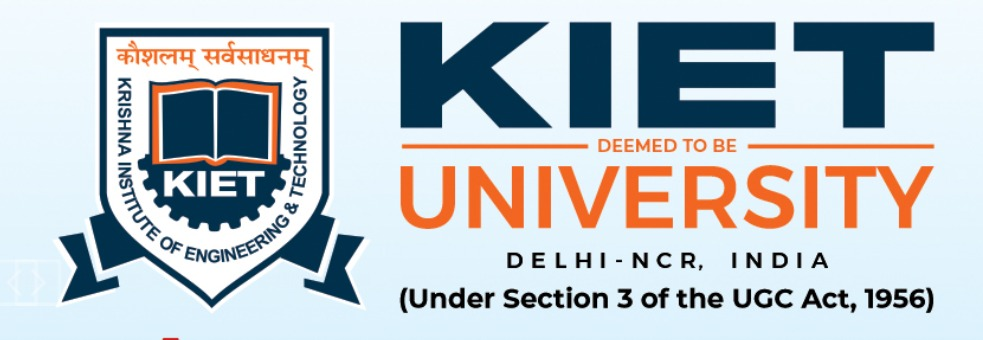 कौशलम् सर्वसाधनम्
KRISHNA INSTITUTE OF ENGINEERING & TECHNOLOGY
KIET
KIET
DEEMED TO BE
UNIVERSITY
DELHI-NCR, INDIA
(Under Section 3 of the UGC Act, 1956)